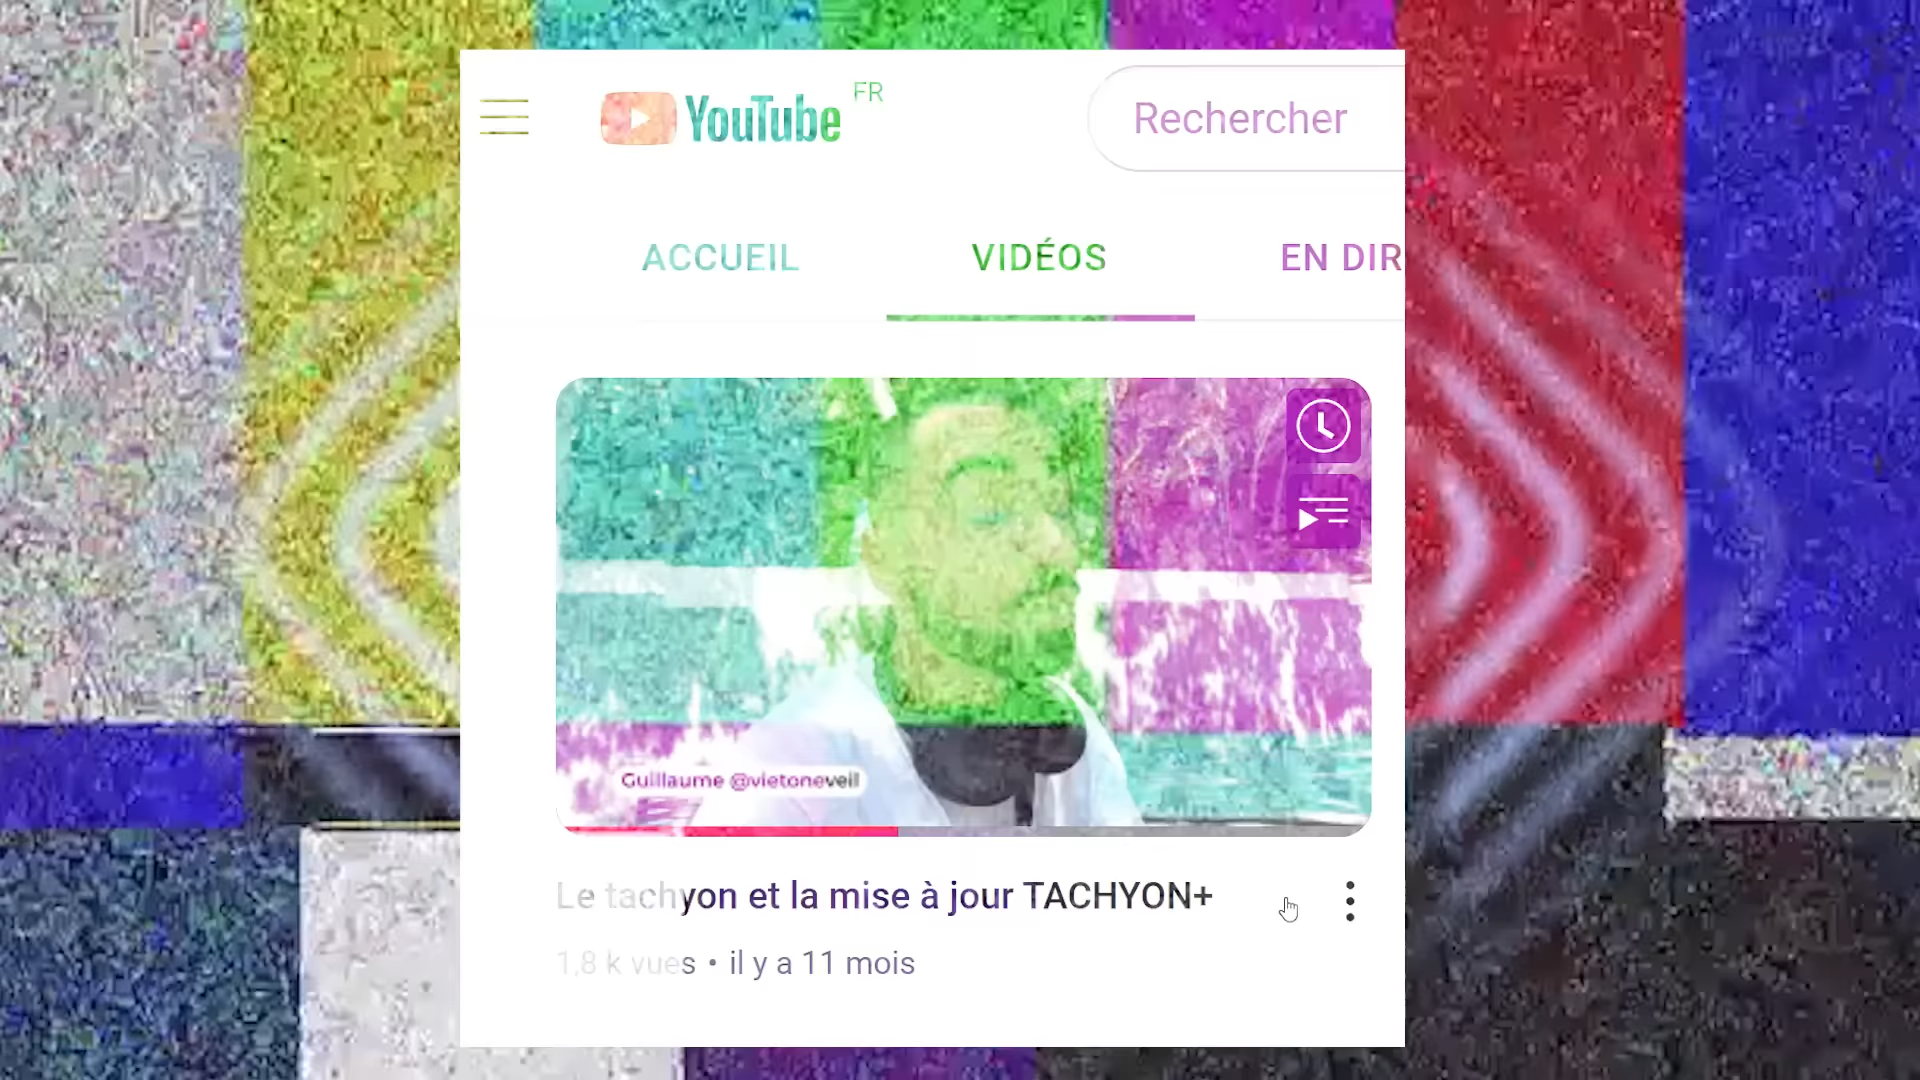 YouTube FR
Rechercher
ACCUEIL
VIDÉOS
EN DIR
Guillaume @vietoneveil
Le tachyon et la mise à jour TACHYON+
1,8 k vues • il y a 11 mois